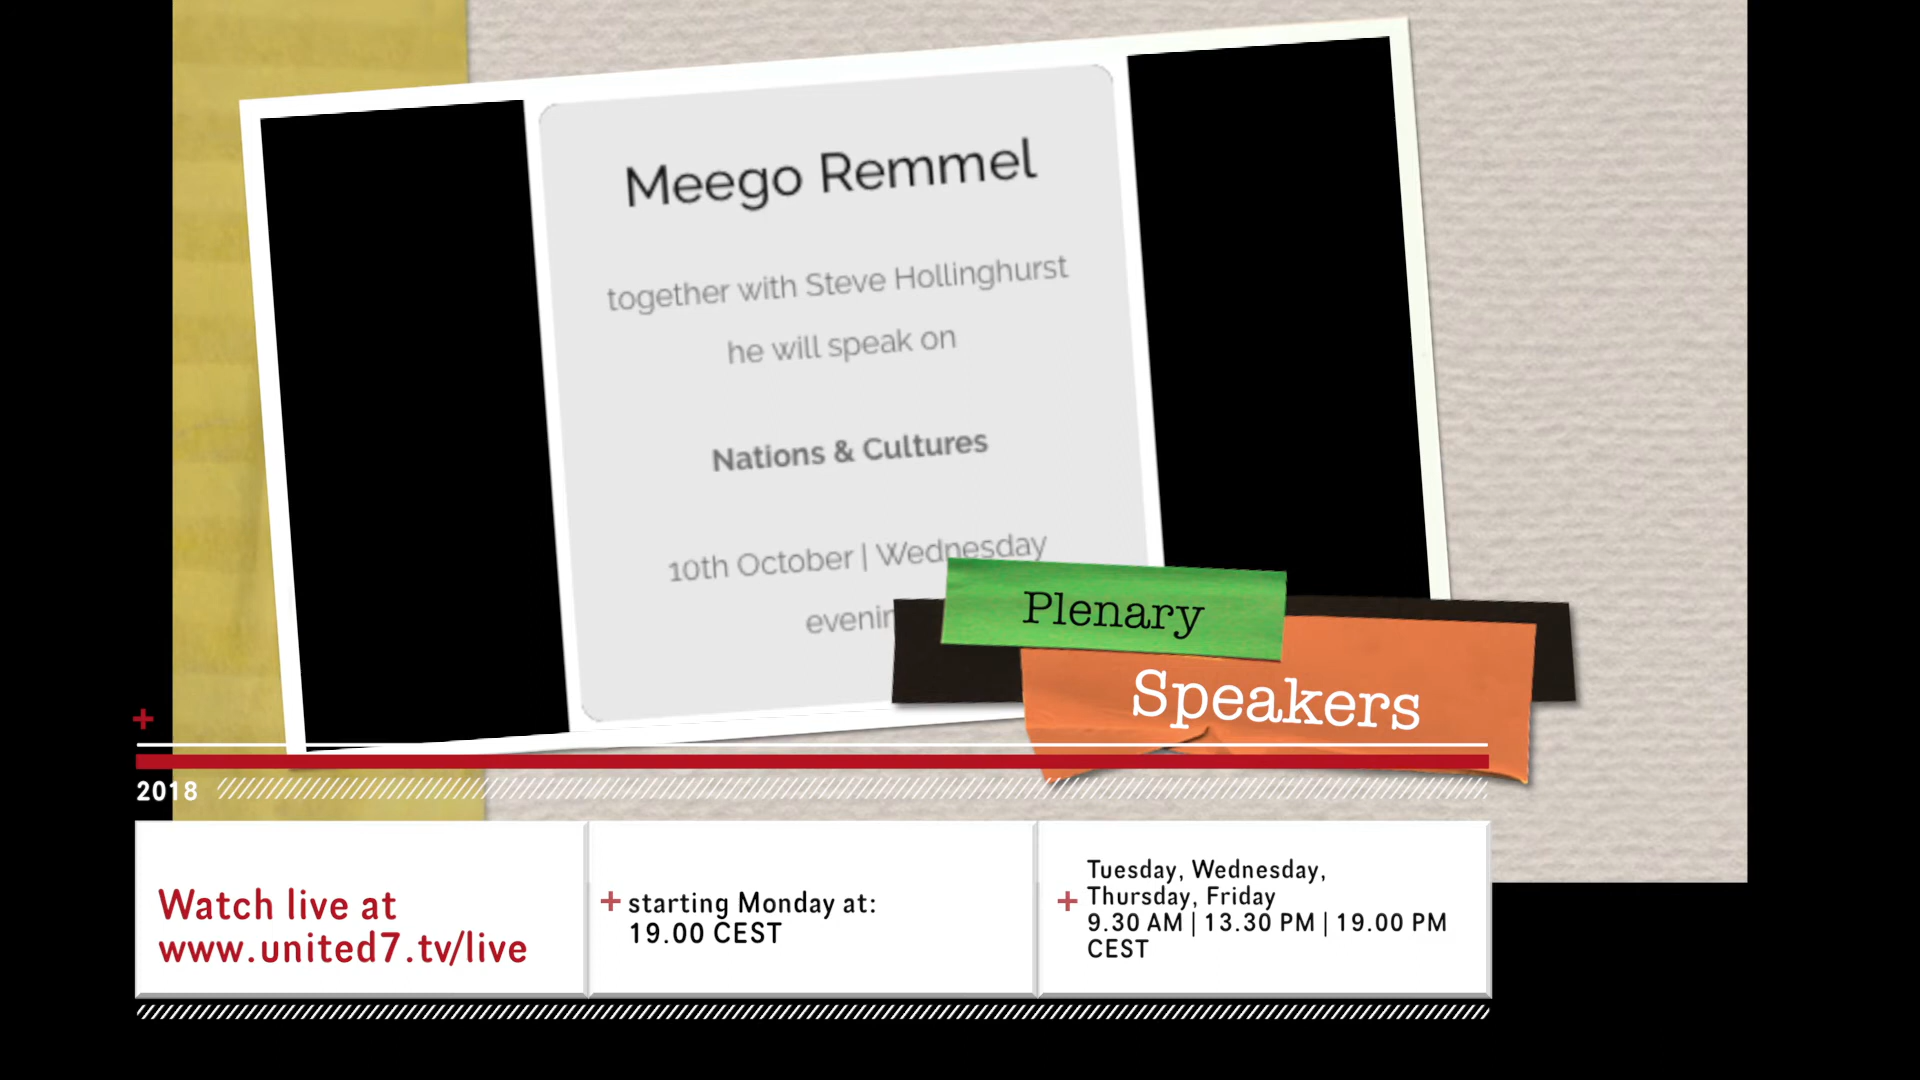 Meego Remmel
together with Steve Hollinghurst
he will speak on
Nations & Cultures
10th October | Wednesday
Plenary
Speakers
2018
Watch live at
www.united7.tv/live
+ starting Monday at:
19.00 CEST
+ Tuesday, Wednesday,
Thursday, Friday
9.30 AM | 13.30 PM | 19.00 PM
CEST